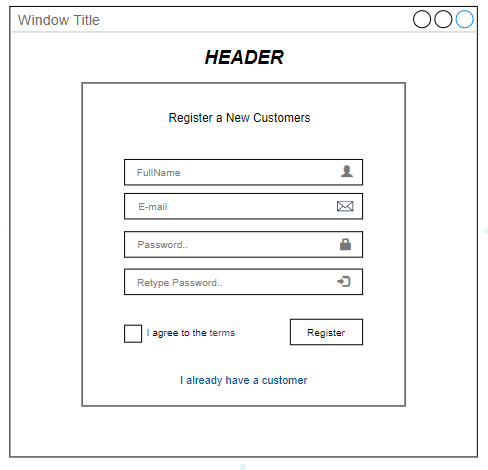 Window Title
HEADER
Register a New Customers
FullName
E-mail
Password..
Retype Password..
I agree to the terms
Register
I already have a customer